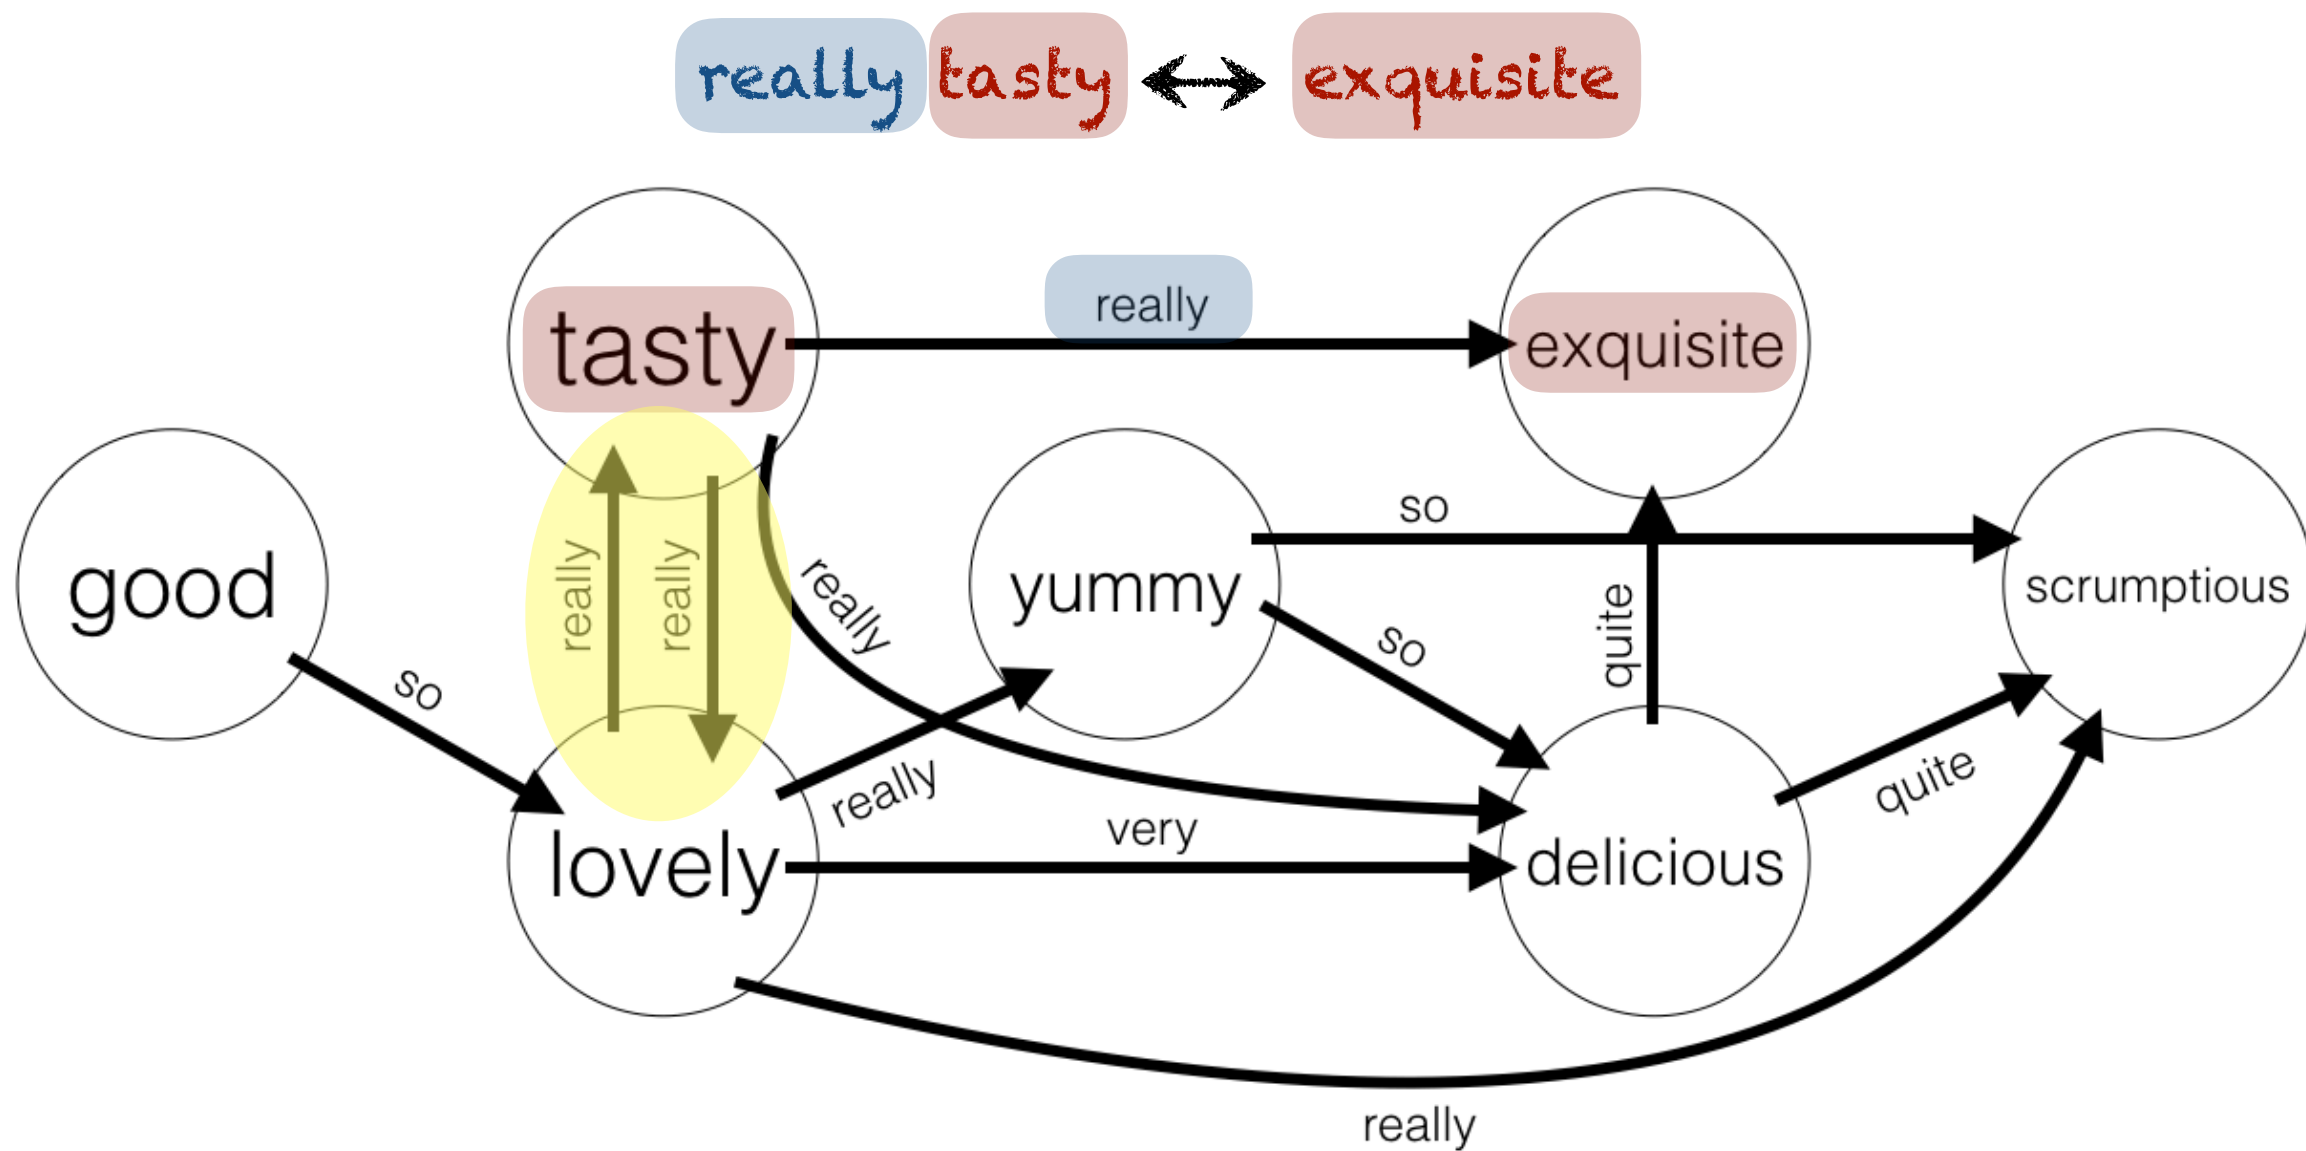 really tasty exquisite
tasty
really
exquisite
good
so
really
really
really
yummy
so
so
quite
scrumptious
lovely
really
very
delicious
quite
really